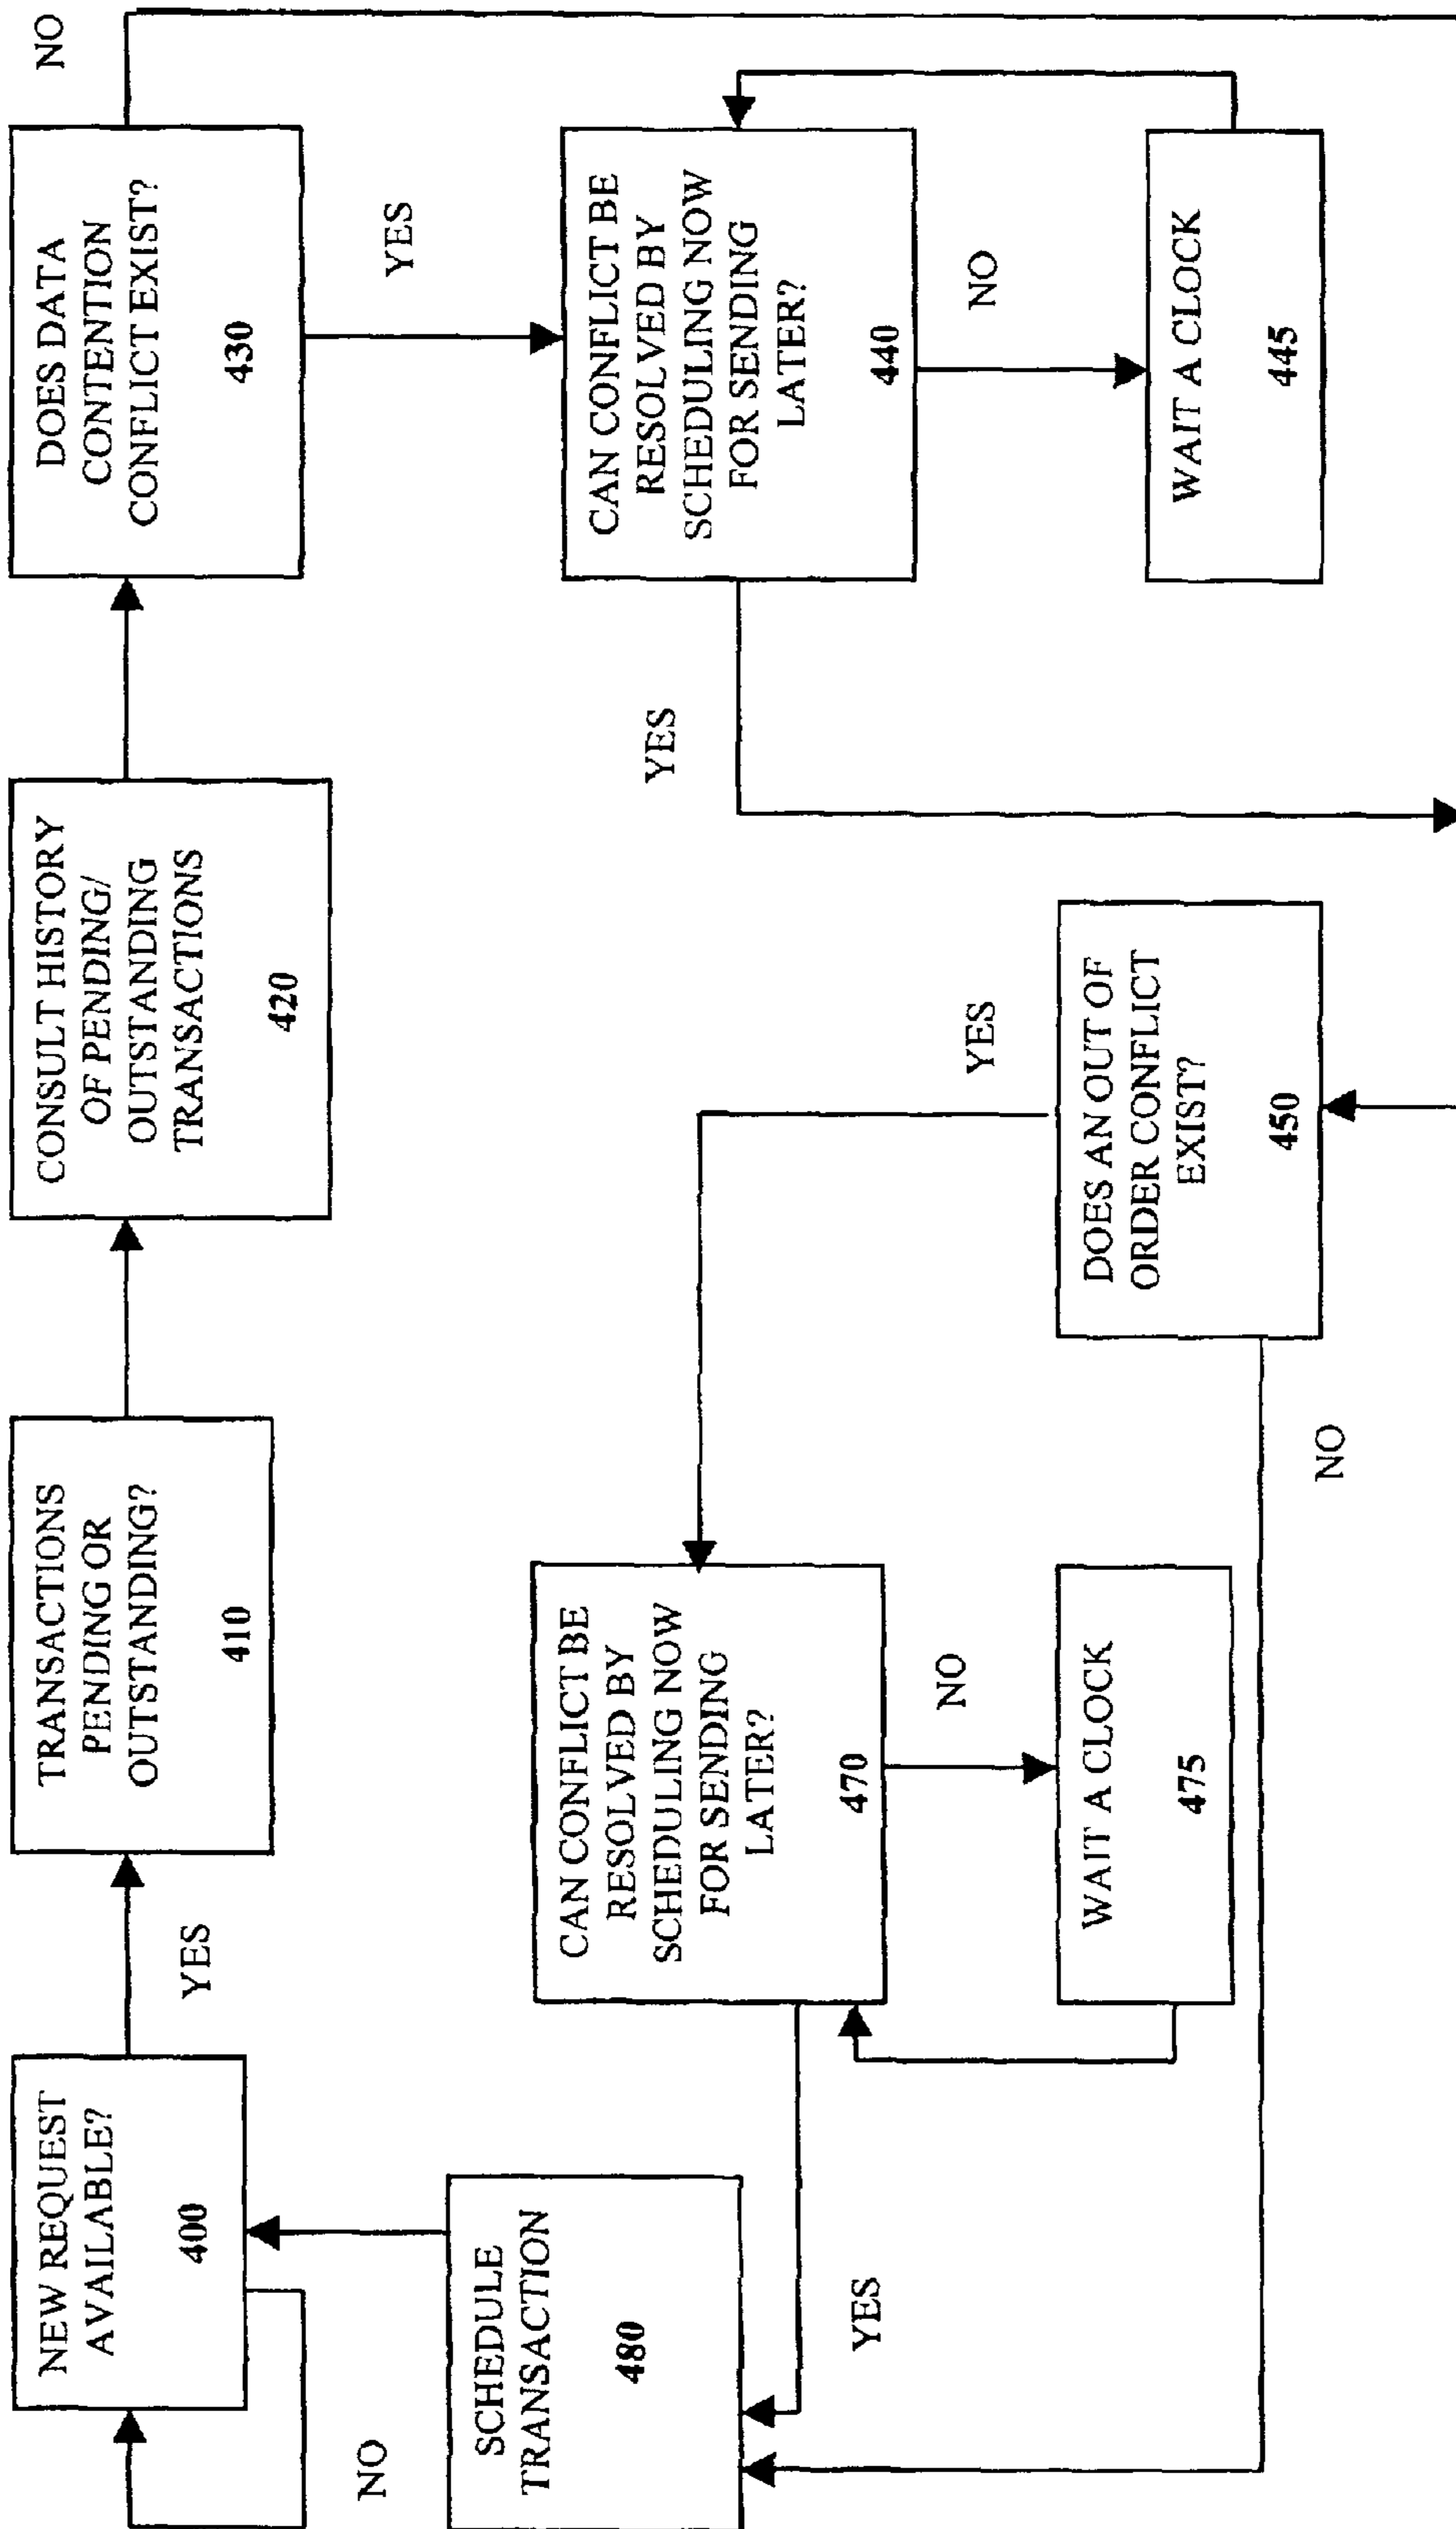 NEW REQUEST
AVAILABLE?
400
NO
YES
TRANSACTIONS
PENDING OR
OUTSTANDING?
410
CONSULT HISTORY
OF PENDING/
OUTSTANDING
TRANSACTIONS
420
DOES DATA
CONTENTION
CONFLICT EXIST?
430
NO
YES
CAN CONFLICT BE
RESOLVED BY
SCHEDULING NOW
FOR SENDING
LATER?
440
YES
NO
WAIT A CLOCK
445
DOES AN OUT OF
ORDER CONFLICT
EXIST?
450
YES
NO
CAN CONFLICT BE
RESOLVED BY
SCHEDULING NOW
FOR SENDING
LATER?
470
NO
YES
WAIT A CLOCK
475
SCHEDULE
TRANSACTION
480